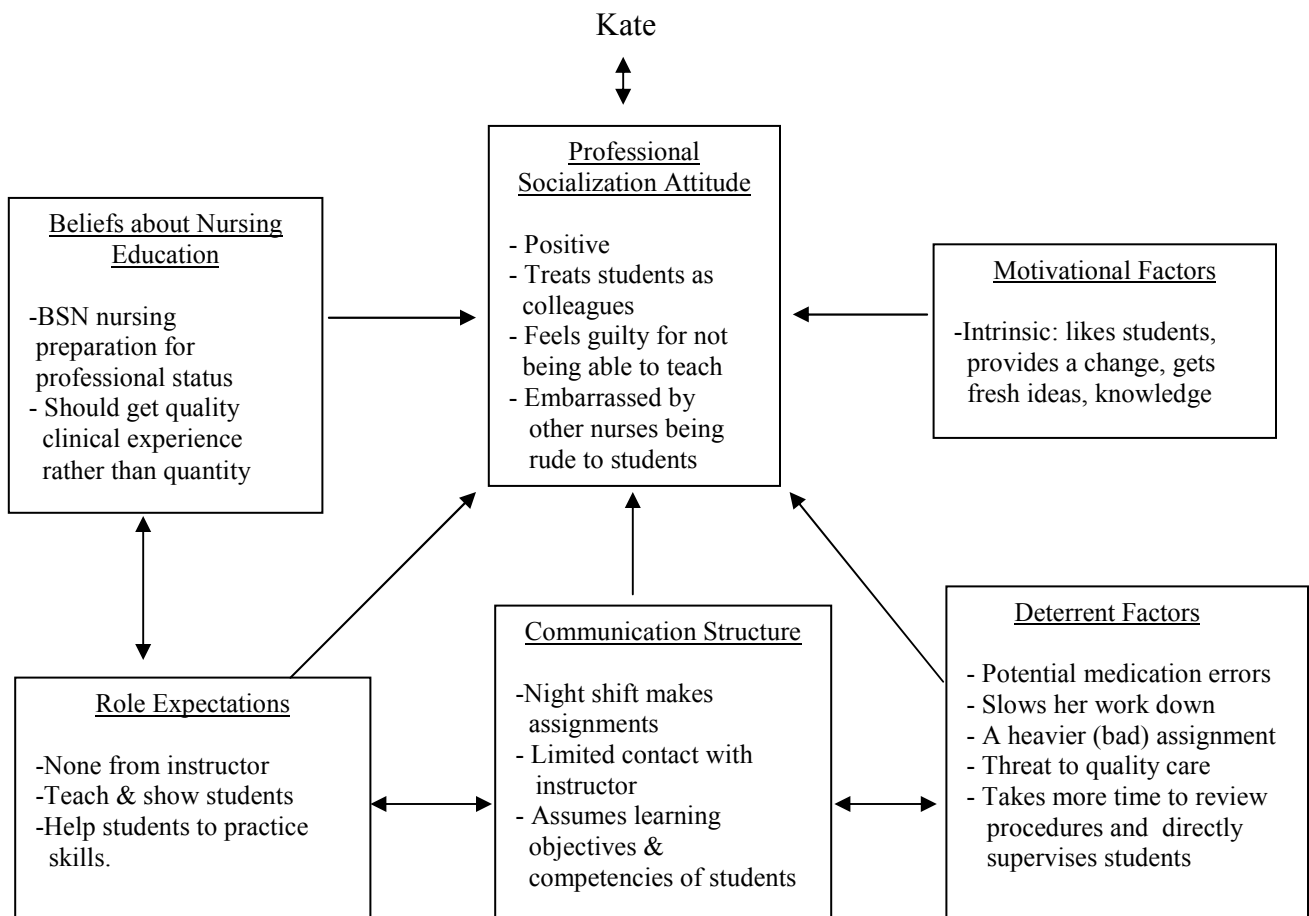 Kate
Professional
Socialization Attitude
- Positive
- Treats students as
colleagues
- Feels guilty for not
being able to teach
- Embarrassed by
other nurses being
rude to students
Beliefs about Nursing
Education
-BSN nursing
preparation for
professional status
- Should get quality
clinical experience
rather than quantity
Motivational Factors
-Intrinsic: likes students,
provides a change, gets
fresh ideas, knowledge
Role Expectations
-None from instructor
-Teach & show students
-Help students to practice
skills.
Communication Structure
-Night shift makes
assignments
- Limited contact with
instructor
- Assumes learning
objectives &
competencies of students
Deterrent Factors
- Potential medication errors
- Slows her work down
- A heavier (bad) assignment
- Threat to quality care
- Takes more time to review
procedures and directly
supervises students